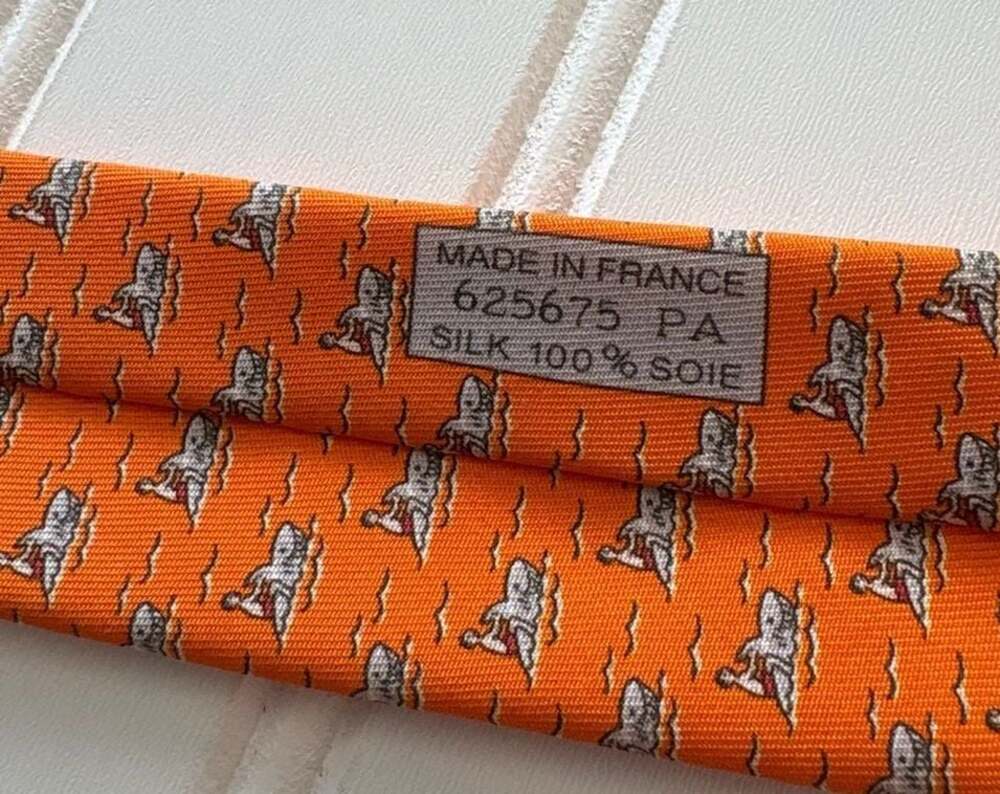 MADE IN FRANCE
625675 PA
SILK 100% SOIE